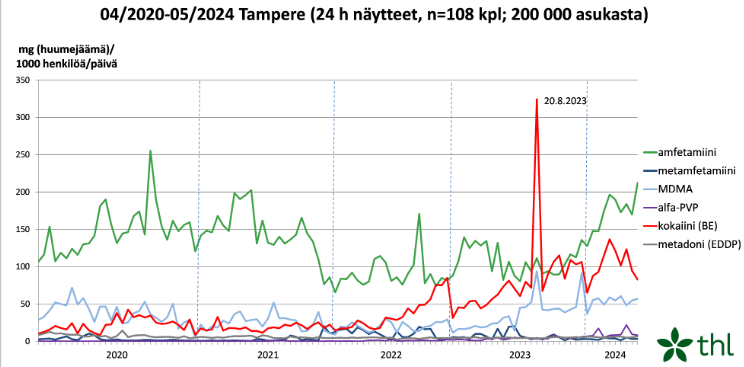 04/2020-05/2024 Tampere (24 h näytteet, n=108 kpl; 200 000 asukasta)
mg (huumejäämä)/
1000 henkilöä/päivä
350
300
250
200
150
100
50
0
20.8.2023
2020
2021
2022
2023
2024
amfetamiini
metamfetamiini
MDMA
alfa-PVP
kokaiini (BE)
metadoni (EDDP)
thl